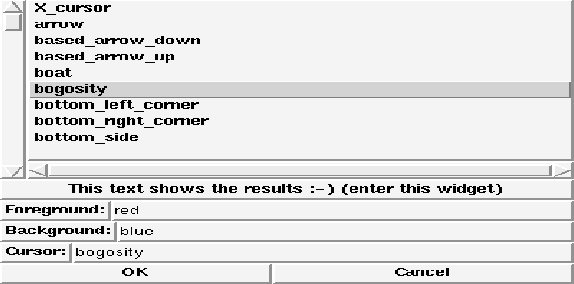 X_cursor
arrow
based_arrow_down
based_arrow_up
boat
bogosity
bottom_left_corner
bottom_right_corner
bottom_side
This text shows the results :-) (enter this widget)
Foreground: red
Background: blue
Cursor: bogosity
OK Cancel